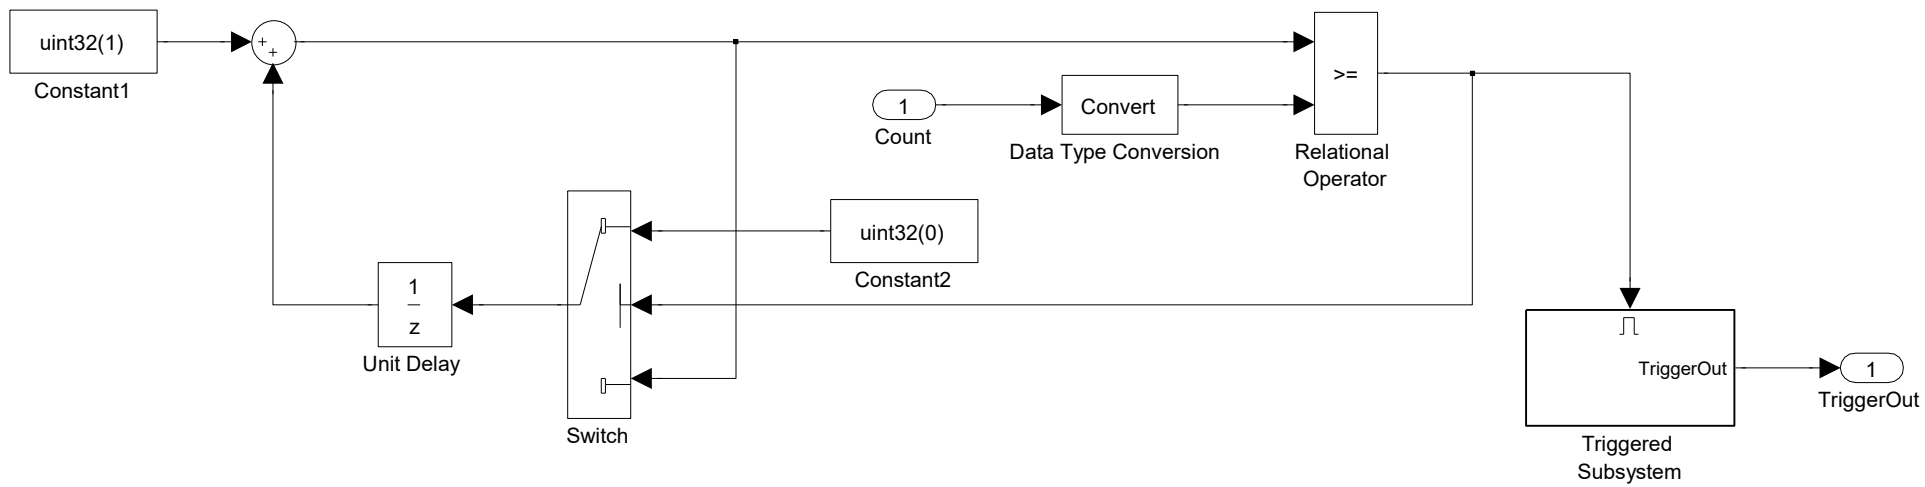 uint32(1)
Constant1
+
+
1
Count
Convert
Data Type Conversion
>=
Relational
Operator
uint32(0)
Constant2
1
z
Unit Delay
Switch
TriggerOut
Triggered
Subsystem
1
TriggerOut